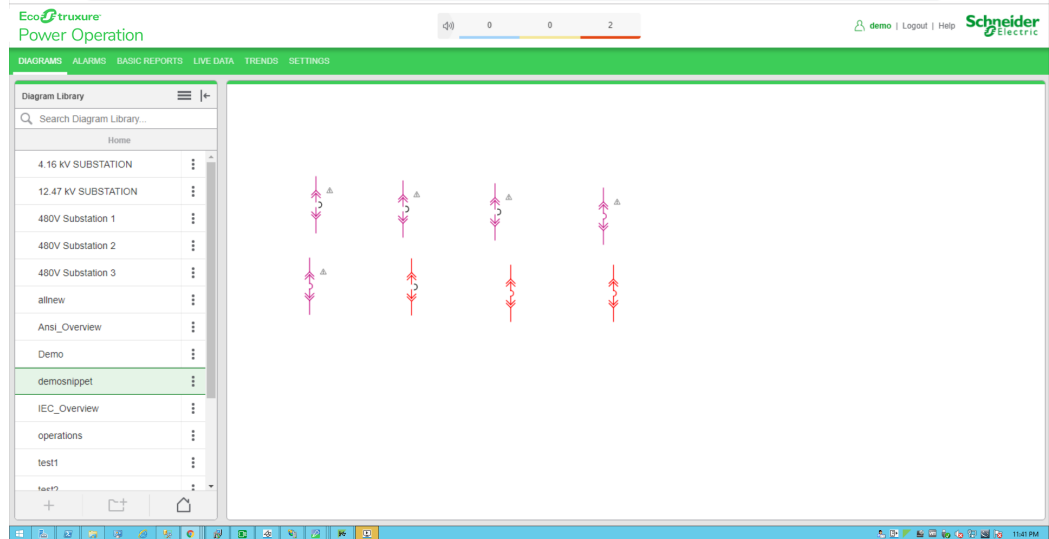 EcoStruxure
Power Operation
0 0 2
demo | Logout | Help
Schneider
Electric
DIAGRAMS ALARMS BASIC REPORTS LIVE DATA TRENDS SETTINGS
Diagram Library
Search Diagram Library...
Home
4.16 kV SUBSTATION
12.47 kV SUBSTATION
480V Substation 1
480V Substation 2
480V Substation 3
allnew
Ansi_Overview
Demo
demosnippet
IEC_Overview
operations
test1
test2
11:41 PM